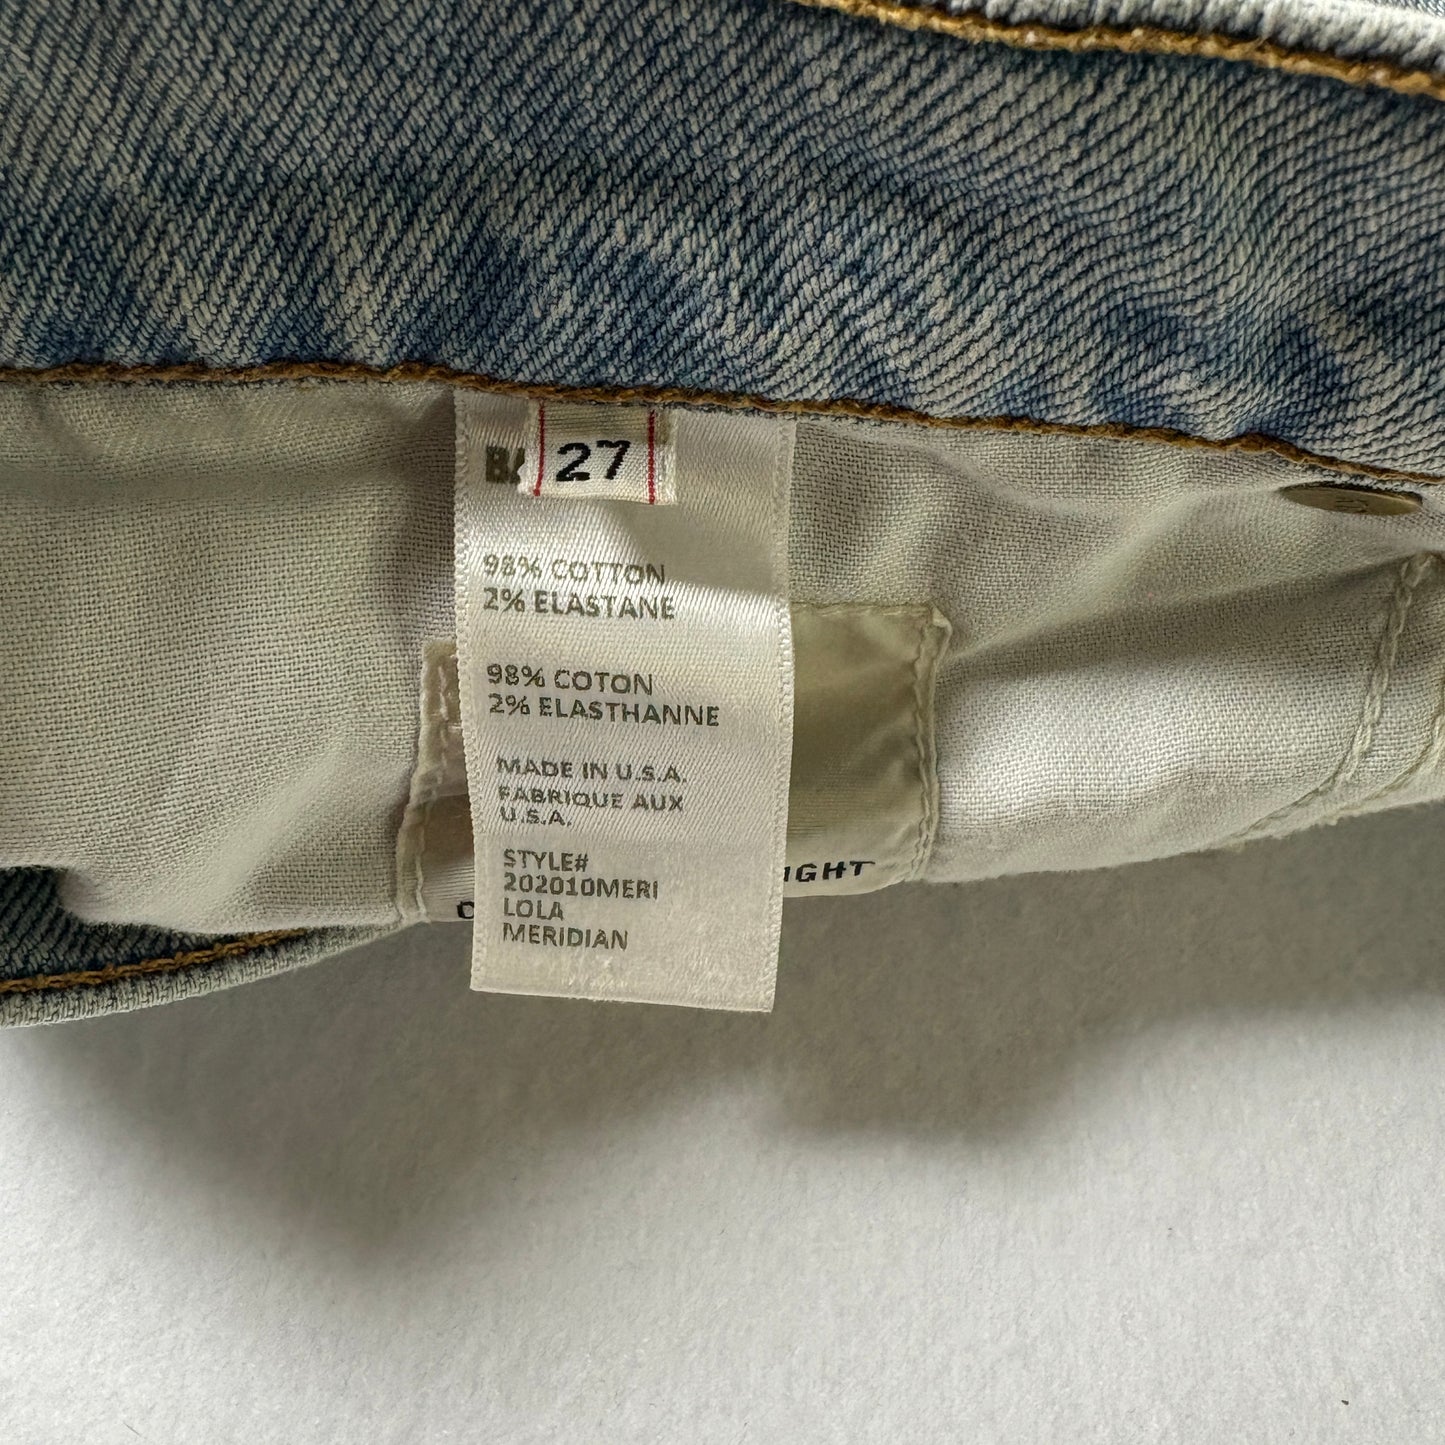 27
98% COTTON
2% ELASTANE
98% COTON
2% ELASTHANNE
MADE IN U.S.A.
FABRIQUE AUX
U.S.A.
STYLE#
202010MERI
LOLA
MERIDIAN